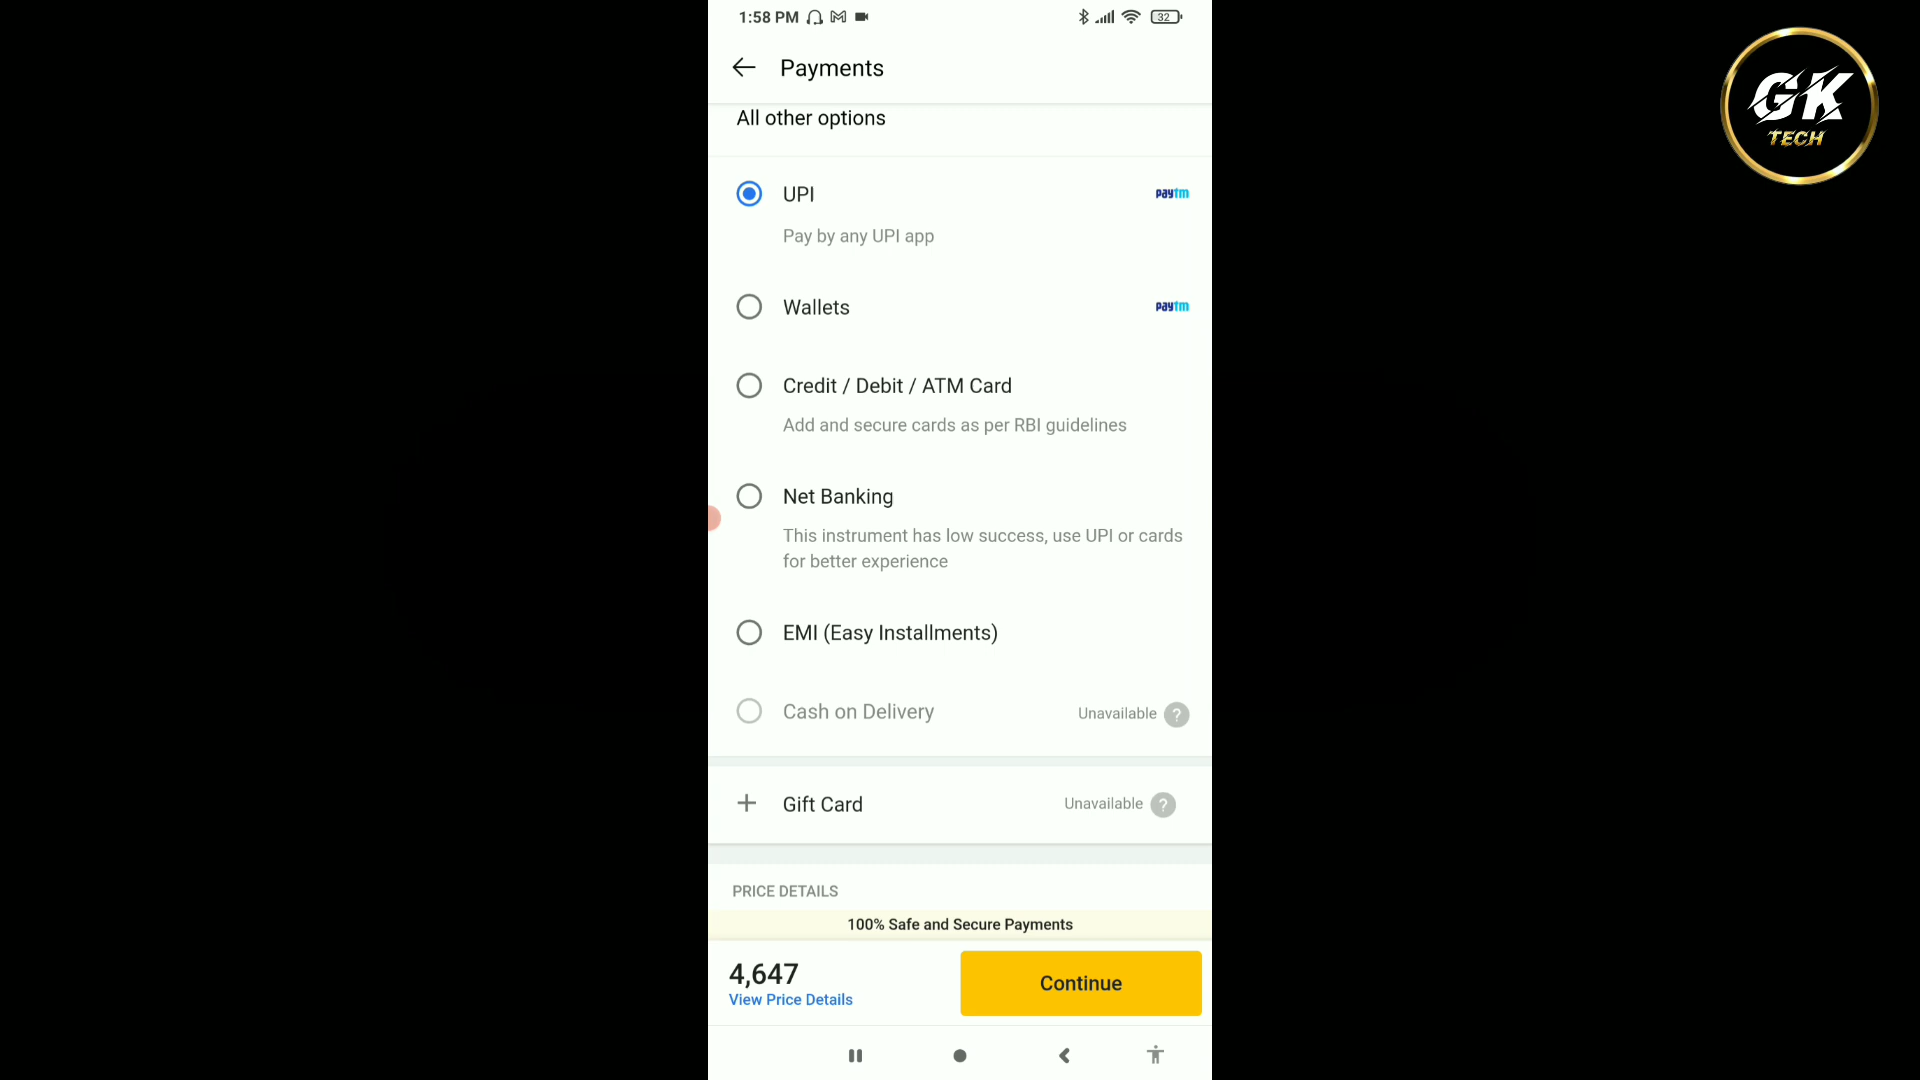 1:58 PM
32
GK
TECH
Payments
All other options
UPI
paytm
Pay by any UPI app
Wallets
paytm
Credit / Debit / ATM Card
Add and secure cards as per RBI guidelines
Net Banking
This instrument has low success, use UPI or cards
for better experience
EMI (Easy Installments)
Cash on Delivery
Unavailable ?
Gift Card
Unavailable ?
PRICE DETAILS
100% Safe and Secure Payments
4,647
View Price Details
Continue